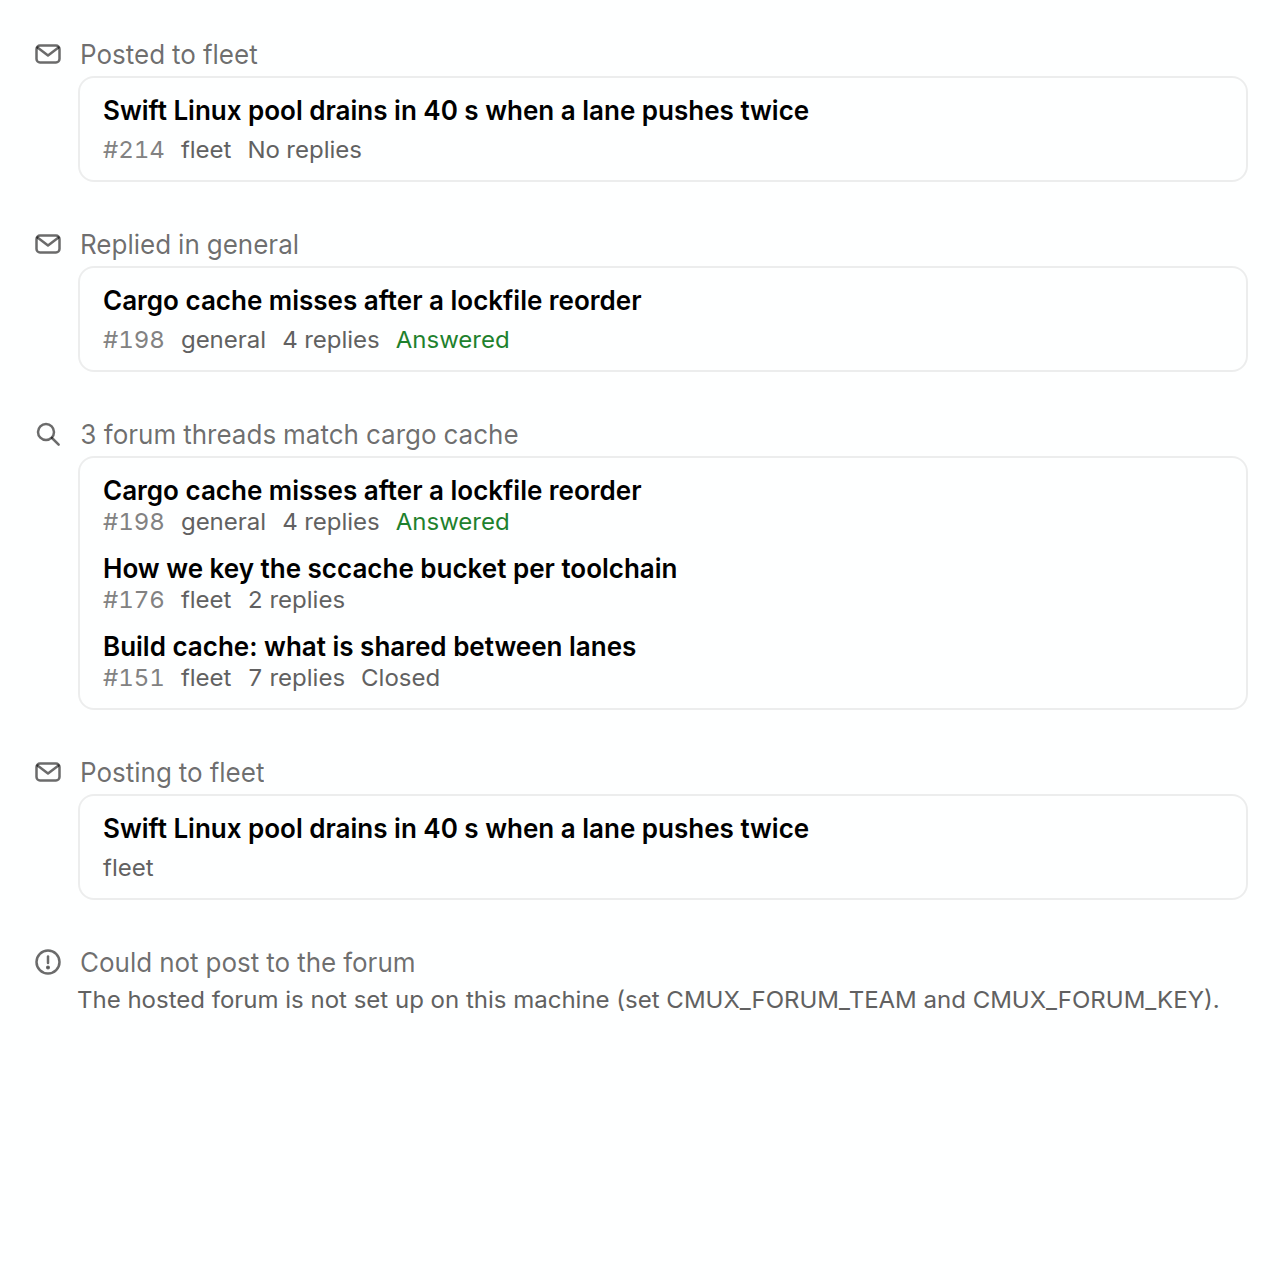 Posted to fleet
Swift Linux pool drains in 40 s when a lane pushes twice
#214 fleet No replies
Replied in general
Cargo cache misses after a lockfile reorder
#198 general 4 replies Answered
3 forum threads match cargo cache
Cargo cache misses after a lockfile reorder
#198 general 4 replies Answered
How we key the sccache bucket per toolchain
#176 fleet 2 replies
Build cache: what is shared between lanes
#151 fleet 7 replies Closed
Posting to fleet
Swift Linux pool drains in 40 s when a lane pushes twice
fleet
Could not post to the forum
The hosted forum is not set up on this machine (set CMUX_FORUM_TEAM and CMUX_FORUM_KEY).